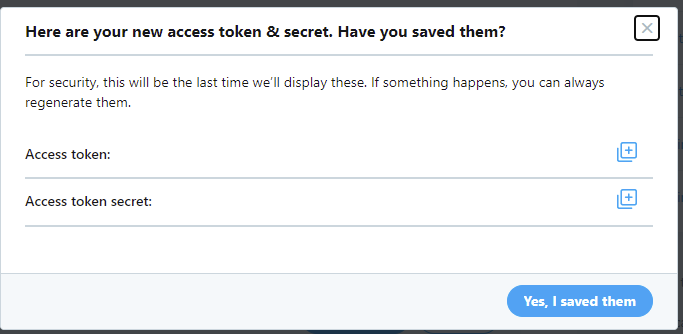 Here are your new access token & secret. Have you saved them?
For security, this will be the last time we’ll display these. If something happens, you can always
regenerate them.
Access token:
Access token secret:
Yes, I saved them